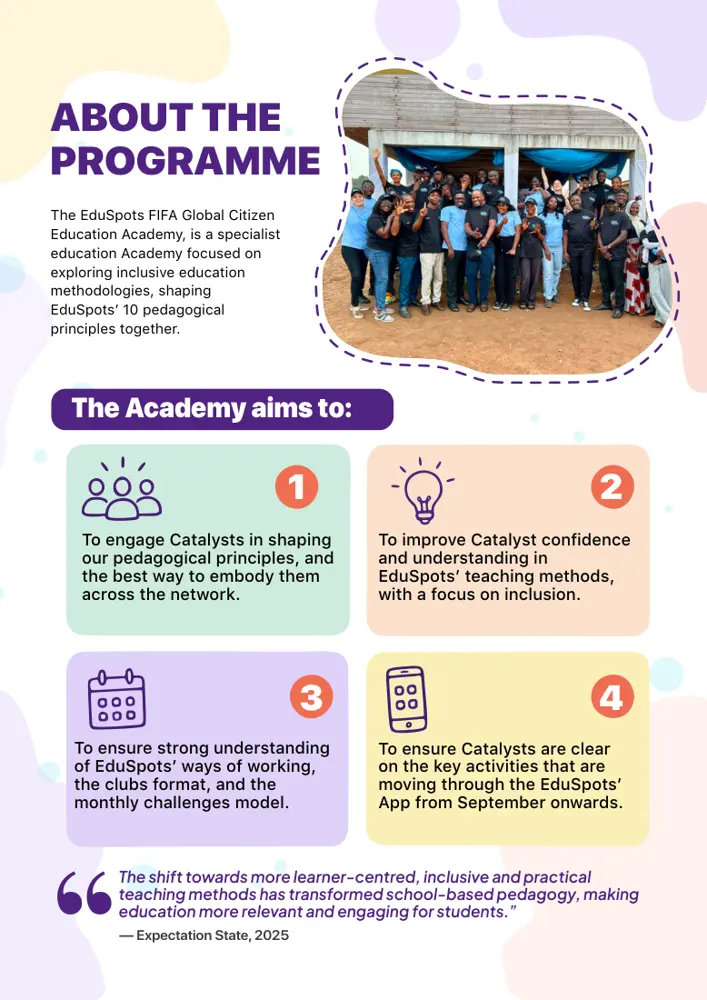 ABOUT THE
PROGRAMME
The EduSpots FIFA Global Citizen
Education Academy, is a specialist
education Academy focused on
exploring inclusive education
methodologies, shaping
EduSpots' 10 pedagogical
principles together.
The Academy aims to:
1
To engage Catalysts in shaping
our pedagogical principles, and
the best way to embody them
across the network.
2
To improve Catalyst confidence
and understanding in
EduSpots' teaching methods,
with a focus on inclusion.
3
To ensure strong understanding
of EduSpots' ways of working,
the clubs format, and the
monthly challenges model.
4
To ensure Catalysts are clear
on the key activities that are
moving through the EduSpots'
App from September onwards.
“The shift towards more learner-centred, inclusive and practical
teaching methods has transformed school-based pedagogy, making
education more relevant and engaging for students.”
— Expectation State, 2025